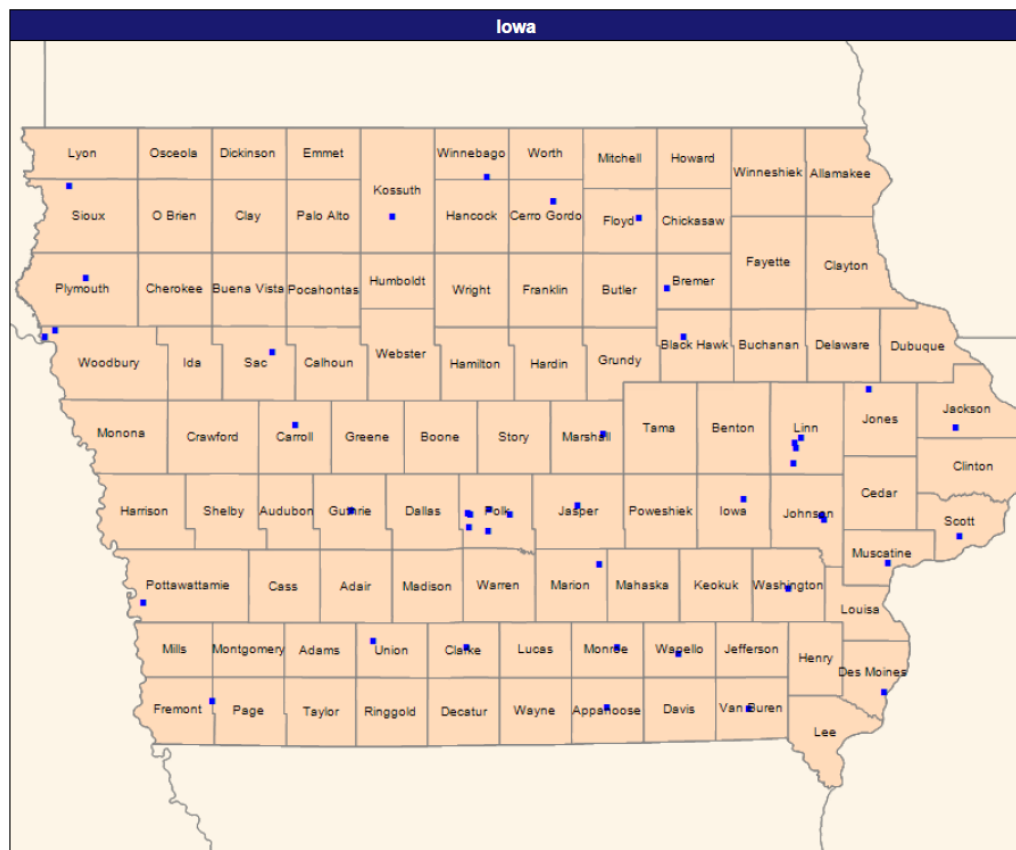 Iowa
Lyon Osceola Dickinson Emmet Winnebago Worth Mitchell Howard
Winneshiek Allamakee
Kossuth
Sioux O Brien Clay Palo Alto Hancock Cerro Gordo Floyd Chickasaw
Fayette Clayton
Plymouth Cherokee Buena Vista Pocahontas Humboldt Wright Franklin Butler Bremer
Woodbury Ida Sac Calhoun Webster Hamilton Hardin Grundy Black Hawk Buchanan Delaware Dubuque
Monona Crawford Carroll Greene Boone Story Marshall Tama Benton Linn Jones Jackson
Clinton
Harrison Shelby Audubon Guthrie Dallas Polk Jasper Poweshiek Iowa Johnson Cedar Scott
Muscatine
Pottawattamie Cass Adair Madison Warren Marion Mahaska Keokuk Washington
Louisa
Mills Montgomery Adams Union Clarke Lucas Monroe Wapello Jefferson Henry
Des Moines
Fremont Page Taylor Ringgold Decatur Wayne Appanoose Davis Van Buren
Lee